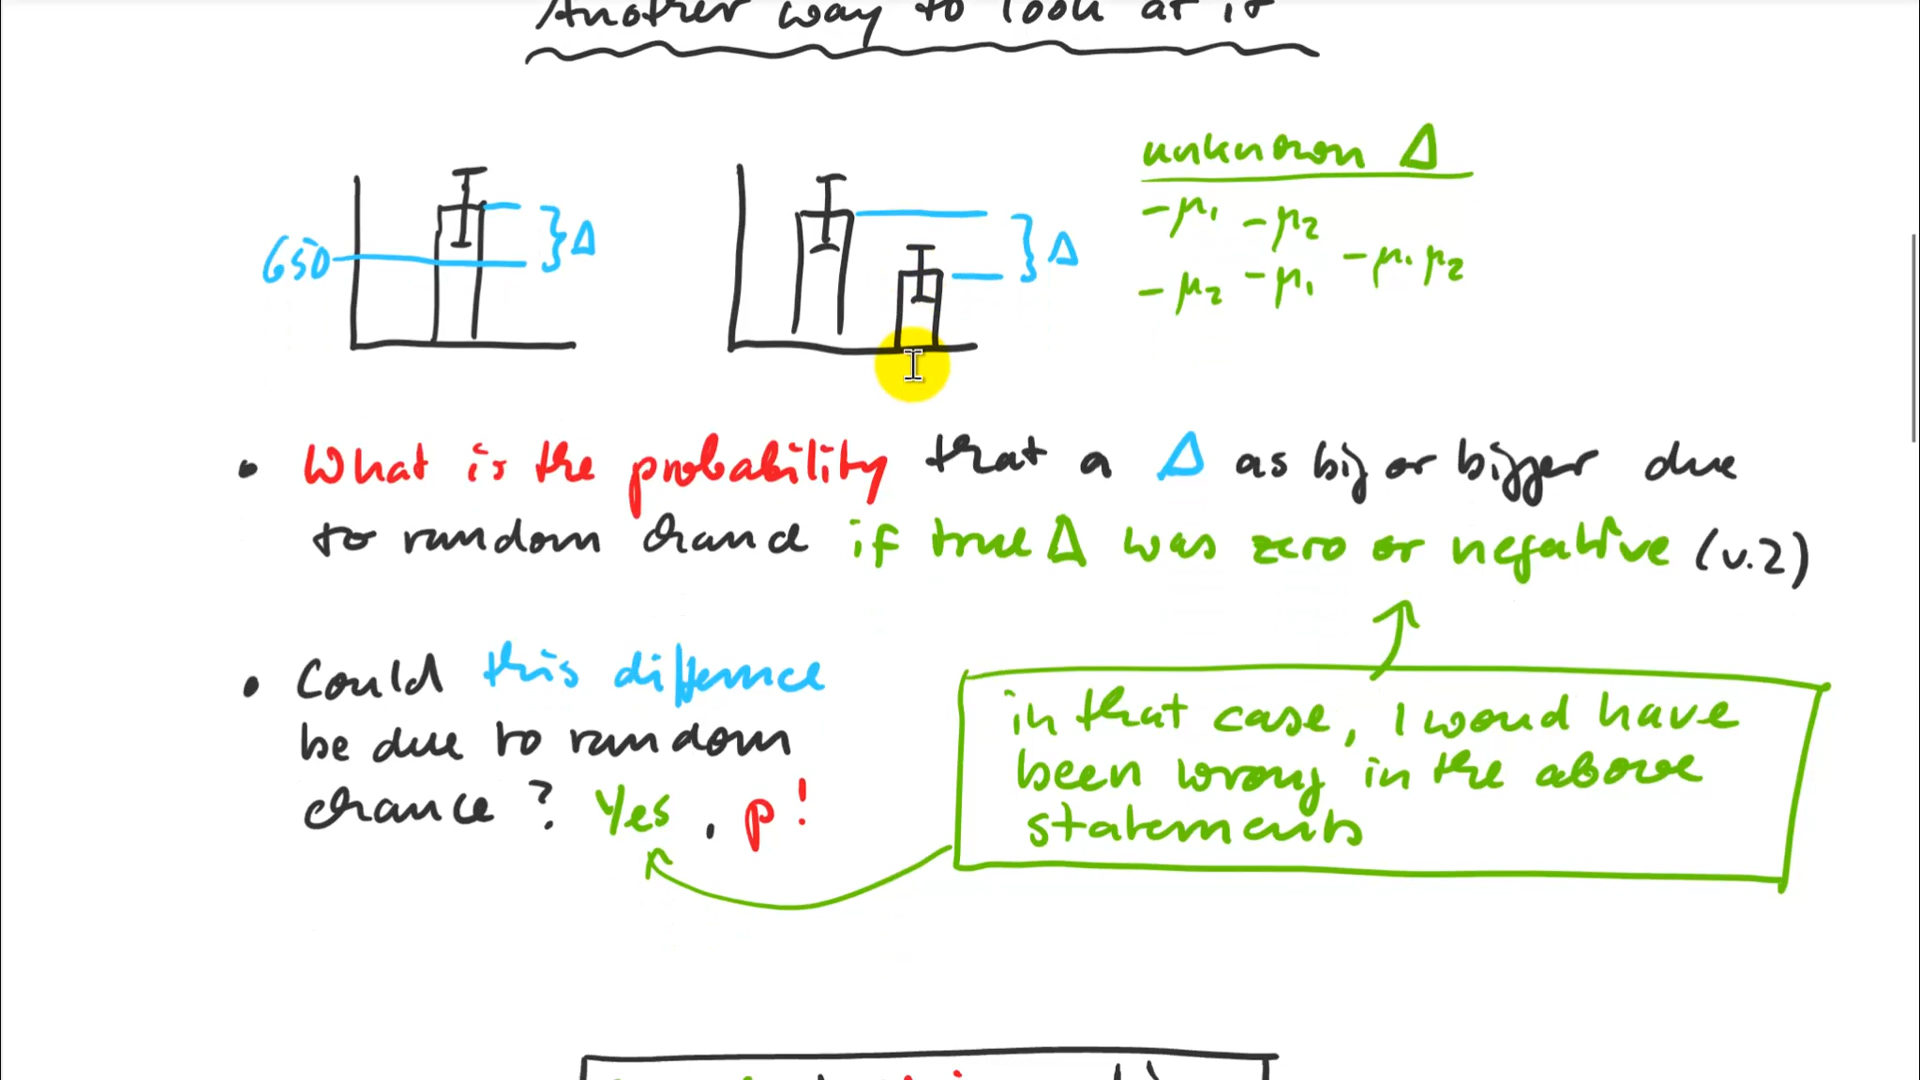 Another way to look at it
unknown Δ
-μ₁ -μ₂
-μ₂ -μ₁ -μ₁ μ₂
650 Δ Δ
• What is the probability that a Δ as big or bigger due
to random chance if true Δ was zero or negative (v.2)
• Could this difference
be due to random
chance? Yes, p!
in that case, I would have
been wrong in the above
statements